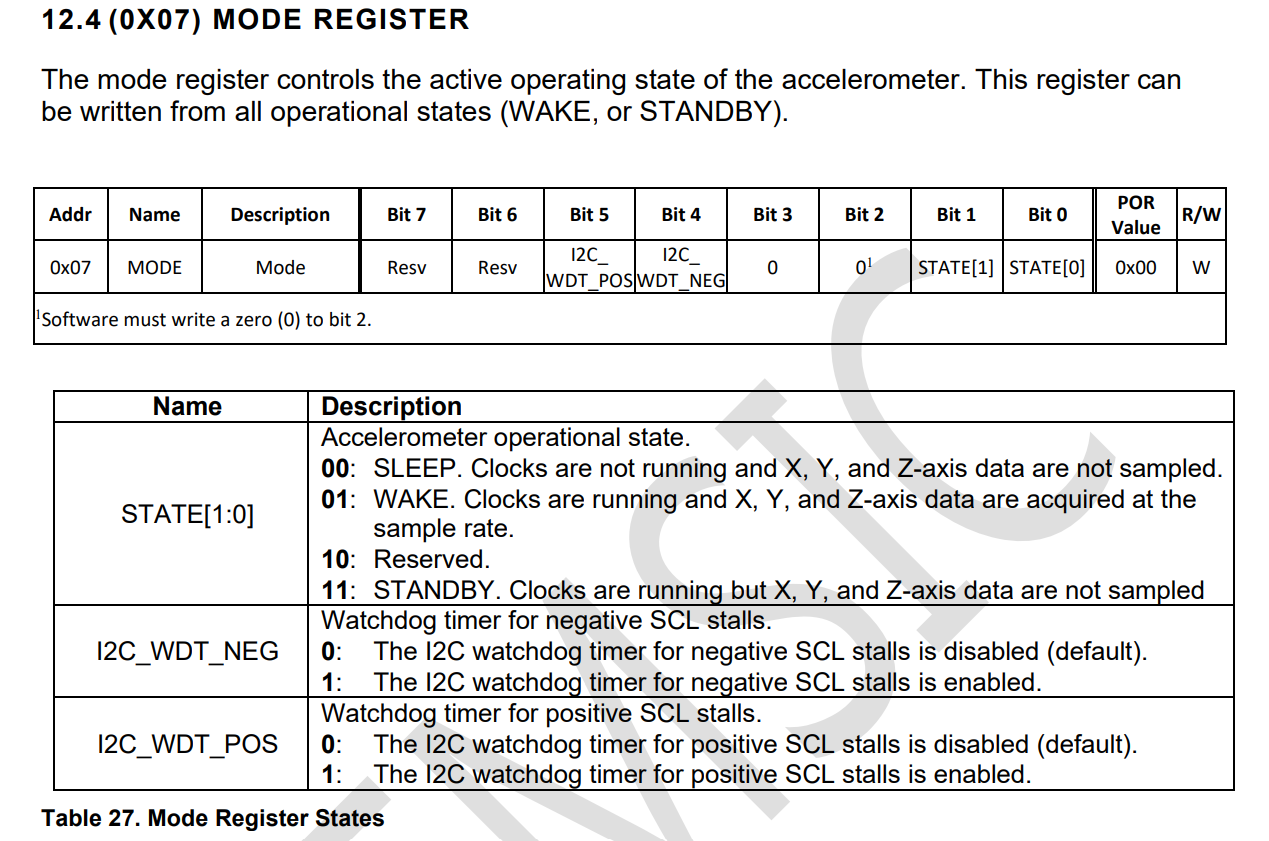 12.4 (0X07) MODE REGISTER
The mode register controls the active operating state of the accelerometer. This register can
be written from all operational states (WAKE, or STANDBY).
Addr Name Description Bit 7 Bit 6 Bit 5 Bit 4 Bit 3 Bit 2 Bit 1 Bit 0 POR Value R/W
0x07 MODE Mode Resv Resv I2C_WDT_POS I2C_WDT_NEG 0 0¹ STATE[1] STATE[0] 0x00 W
¹Software must write a zero (0) to bit 2.
Name Description
STATE[1:0]
Accelerometer operational state.
00: SLEEP. Clocks are not running and X, Y, and Z-axis data are not sampled.
01: WAKE. Clocks are running and X, Y, and Z-axis data are acquired at the
sample rate.
10: Reserved.
11: STANDBY. Clocks are running but X, Y, and Z-axis data are not sampled
I2C_WDT_NEG
Watchdog timer for negative SCL stalls.
0: The I2C watchdog timer for negative SCL stalls is disabled (default).
1: The I2C watchdog timer for negative SCL stalls is enabled.
I2C_WDT_POS
Watchdog timer for positive SCL stalls.
0: The I2C watchdog timer for positive SCL stalls is disabled (default).
1: The I2C watchdog timer for positive SCL stalls is enabled.
Table 27. Mode Register States
MSIC